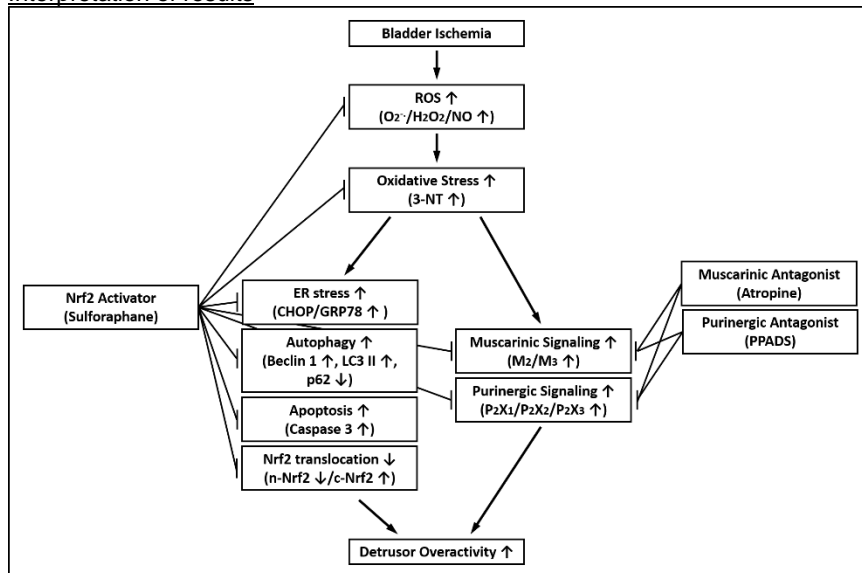 Interpretation of results
Bladder Ischemia
ROS ↑
(O₂⁻·/H₂O₂/NO ↑)
Oxidative Stress ↑
(3-NT ↑)
Nrf2 Activator
(Sulforaphane)
ER stress ↑
(CHOP/GRP78 ↑ )
Autophagy ↑
(Beclin 1 ↑, LC3 II ↑,
p62 ↓)
Apoptosis ↑
(Caspase 3 ↑)
Nrf2 translocation ↓
(n-Nrf2 ↓/c-Nrf2 ↑)
Muscarinic Signaling ↑
(M₂/M₃ ↑)
Purinergic Signaling ↑
(P₂X₁/P₂X₂/P₂X₃ ↑)
Muscarinic Antagonist
(Atropine)
Purinergic Antagonist
(PPADS)
Detrusor Overactivity ↑